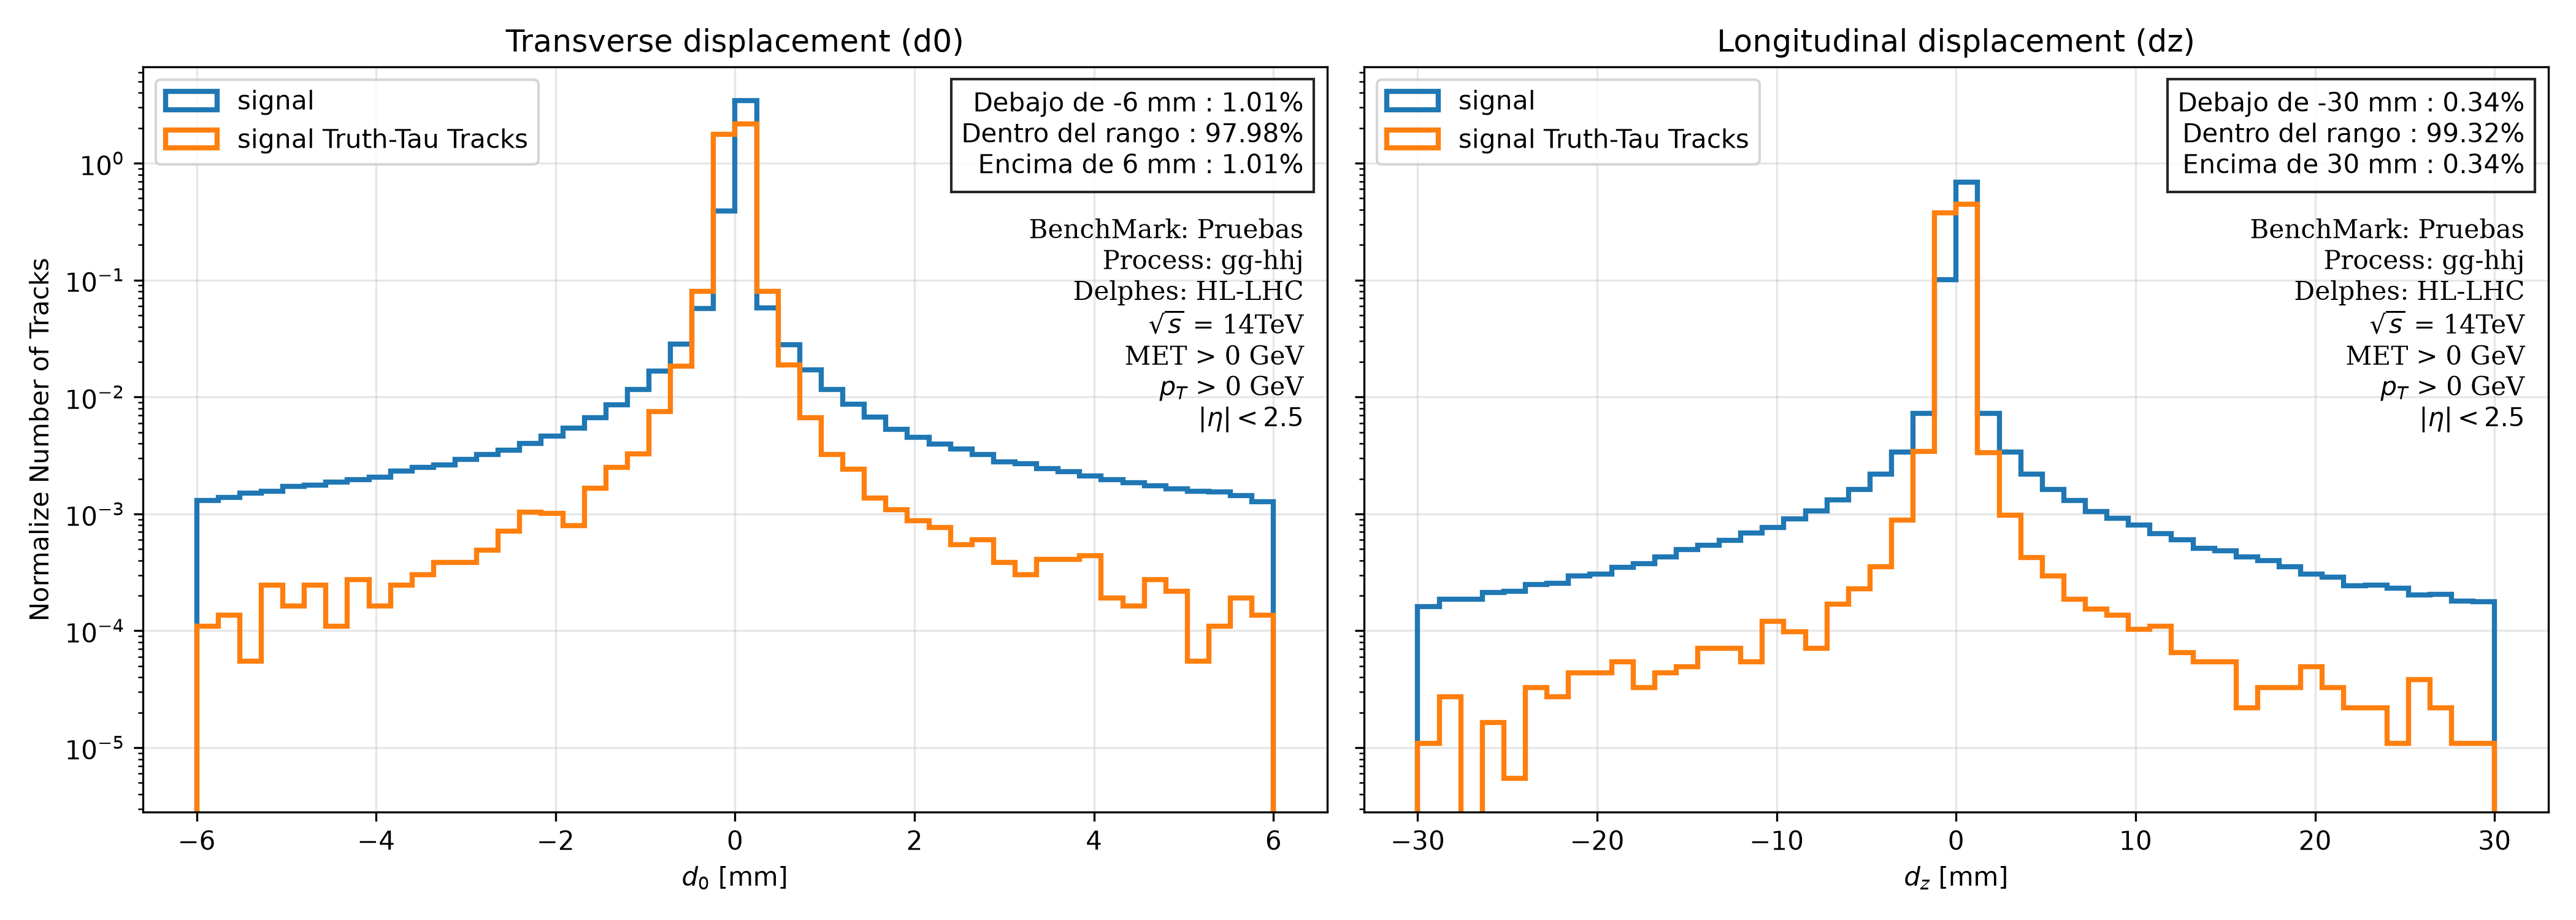 Transverse displacement (d0)
signal
signal Truth-Tau Tracks
Debajo de -6 mm : 1.01%
Dentro del rango : 97.98%
Encima de 6 mm : 1.01%
BenchMark: Pruebas
Process: gg-hhj
Delphes: HL-LHC
√s = 14TeV
MET > 0 GeV
p_T > 0 GeV
|η| < 2.5
Normalize Number of Tracks
10⁰
10⁻¹
10⁻²
10⁻³
10⁻⁴
10⁻⁵
−6 −4 −2 0 2 4 6
d₀ [mm]
Longitudinal displacement (dz)
signal
signal Truth-Tau Tracks
Debajo de -30 mm : 0.34%
Dentro del rango : 99.32%
Encima de 30 mm : 0.34%
BenchMark: Pruebas
Process: gg-hhj
Delphes: HL-LHC
√s = 14TeV
MET > 0 GeV
p_T > 0 GeV
|η| < 2.5
−30 −20 −10 0 10 20 30
d_z [mm]